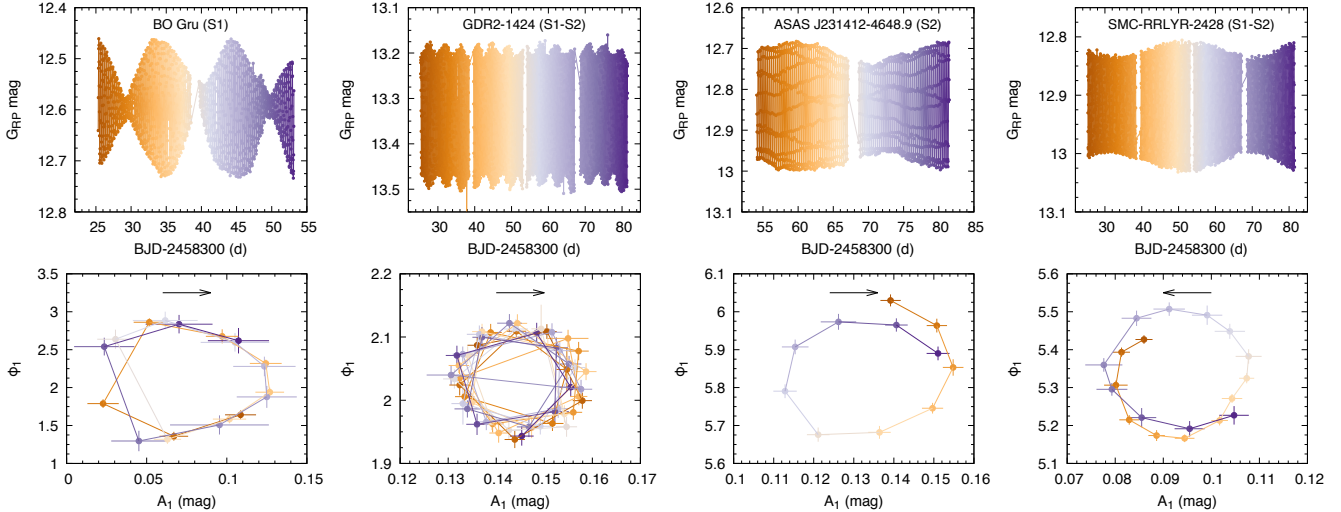 BO Gru (S1)
12.4
12.5
12.6
12.7
12.8
G_RP mag
25 30 35 40 45 50 55
BJD-2458300 (d)
GDR2-1424 (S1-S2)
13.1
13.2
13.3
13.4
13.5
G_RP mag
30 40 50 60 70 80
BJD-2458300 (d)
ASAS J231412-4648.9 (S2)
12.6
12.7
12.8
12.9
13
13.1
G_RP mag
55 60 65 70 75 80
BJD-2458300 (d)
SMC-RRLYR-2428 (S1-S2)
12.8
12.9
13
13.1
G_RP mag
30 40 50 60 70 80
BJD-2458300 (d)
3.5
3
2.5
2
1.5
1
Φ1
0 0.05 0.1 0.15
A1 (mag)
2.2
2.1
2
1.9
Φ1
0.12 0.13 0.14 0.15 0.16 0.17
A1 (mag)
6.1
6
5.9
5.8
5.7
5.6
Φ1
0.1 0.11 0.12 0.13 0.14 0.15 0.16
A1 (mag)
5.6
5.5
5.4
5.3
5.2
5.1
Φ1
0.07 0.08 0.09 0.1 0.11 0.12
A1 (mag)